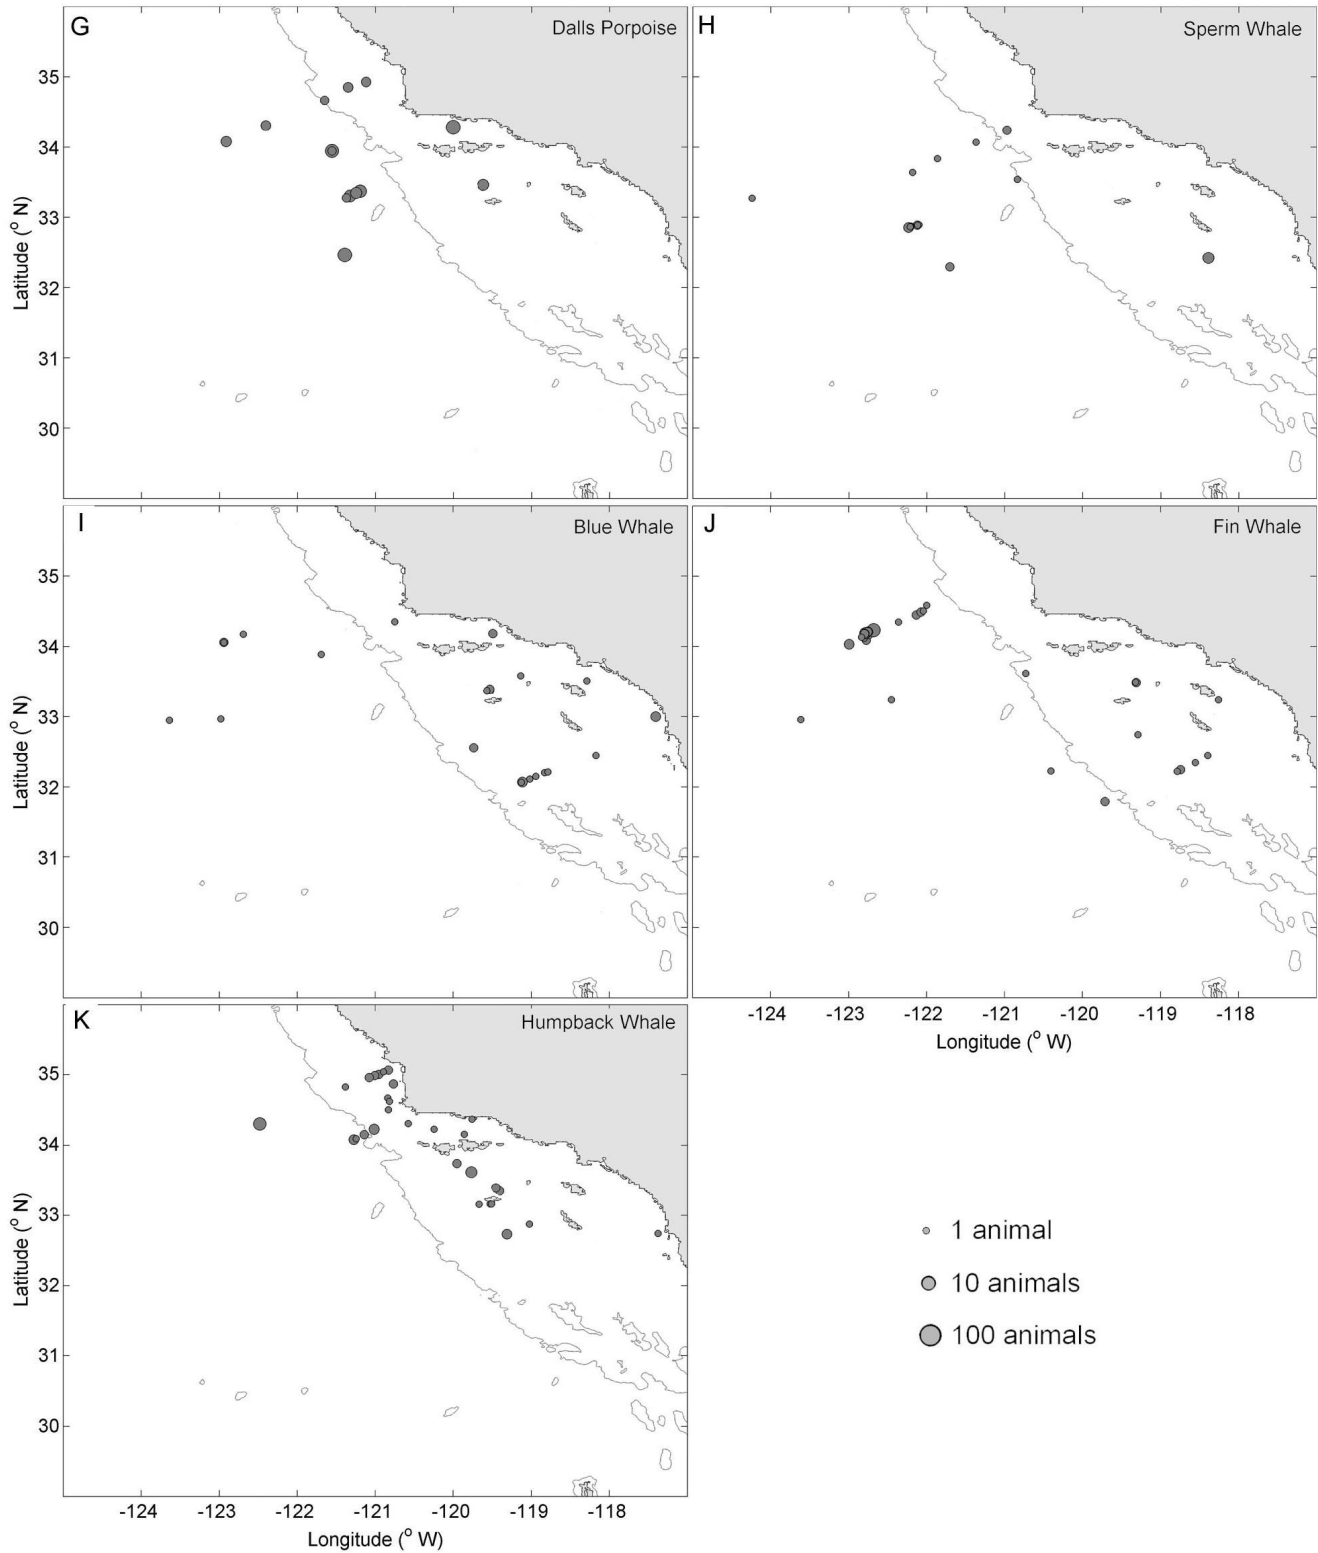 G
Dalls Porpoise
H
Sperm Whale
35
34
33
32
31
30
Latitude (° N)
I
Blue Whale
J
Fin Whale
35
34
33
32
31
30
Latitude (° N)
-124 -123 -122 -121 -120 -119 -118
Longitude (° W)
K
Humpback Whale
35
34
33
32
31
30
Latitude (° N)
-124 -123 -122 -121 -120 -119 -118
Longitude (° W)
1 animal
10 animals
100 animals